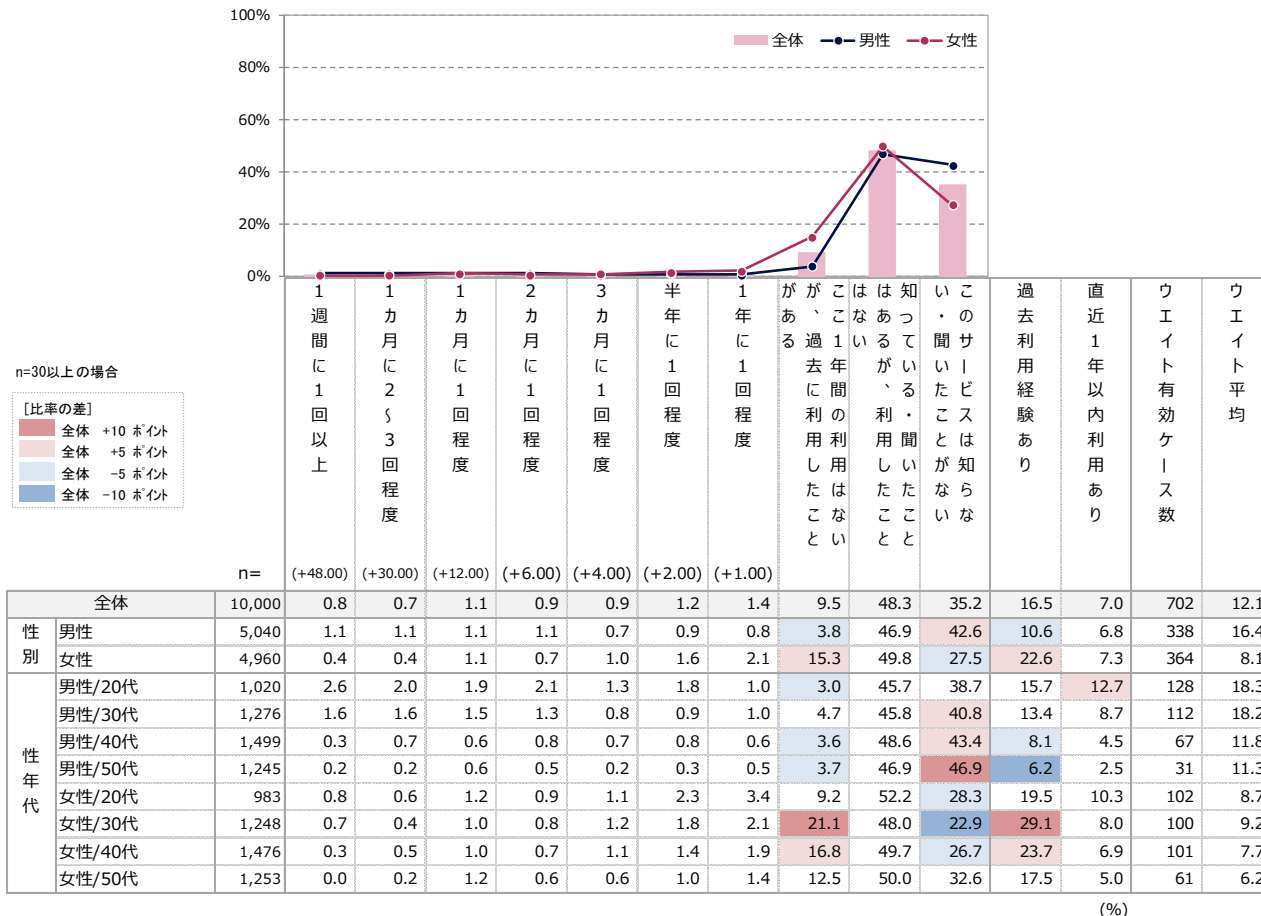 100%
80%
60%
40%
20%
0%
全体 男性 女性
n=30以上の場合
[比率の差]
全体 +10 ﾎﾟｲﾝﾄ
全体 +5 ﾎﾟｲﾝﾄ
全体 -5 ﾎﾟｲﾝﾄ
全体 -10 ﾎﾟｲﾝﾄ
1週間に1回以上
1カ月に2~3回程度
1カ月に1回程度
2カ月に1回程度
3カ月に1回程度
半年に1回程度
1年に1回程度
ここ1年間の利用はない
が、過去に利用したこと
がある
知っている・聞いたこと
はあるが、利用したこと
はない
このサービスは知らな
い・聞いたことがない
過去利用経験あり
直近1年以内利用あり
ウエイト有効ケース数
ウエイト平均
n= (+48.00) (+30.00) (+12.00) (+6.00) (+4.00) (+2.00) (+1.00)
全体 10,000 0.8 0.7 1.1 0.9 0.9 1.2 1.4 9.5 48.3 35.2 16.5 7.0 702 12.1
性別
男性 5,040 1.1 1.1 1.1 1.1 0.7 0.9 0.8 3.8 46.9 42.6 10.6 6.8 338 16.4
女性 4,960 0.4 0.4 1.1 0.7 1.0 1.6 2.1 15.3 49.8 27.5 22.6 7.3 364 8.1
性年代
男性/20代 1,020 2.6 2.0 1.9 2.1 1.3 1.8 1.0 3.0 45.7 38.7 15.7 12.7 128 18.3
男性/30代 1,276 1.6 1.6 1.5 1.3 0.8 0.9 1.0 4.7 45.8 40.8 13.4 8.7 112 18.2
男性/40代 1,499 0.3 0.7 0.6 0.8 0.7 0.8 0.6 3.6 48.6 43.4 8.1 4.5 67 11.8
男性/50代 1,245 0.2 0.2 0.6 0.5 0.2 0.3 0.5 3.7 46.9 46.9 6.2 2.5 31 11.3
女性/20代 983 0.8 0.6 1.2 0.9 1.1 2.3 3.4 9.2 52.2 28.3 19.5 10.3 102 8.7
女性/30代 1,248 0.7 0.4 1.0 0.8 1.2 1.8 2.1 21.1 48.0 22.9 29.1 8.0 100 9.2
女性/40代 1,476 0.3 0.5 1.0 0.7 1.1 1.4 1.9 16.8 49.7 26.7 23.7 6.9 101 7.7
女性/50代 1,253 0.0 0.2 1.2 0.6 0.6 1.0 1.4 12.5 50.0 32.6 17.5 5.0 61 6.2
(%)